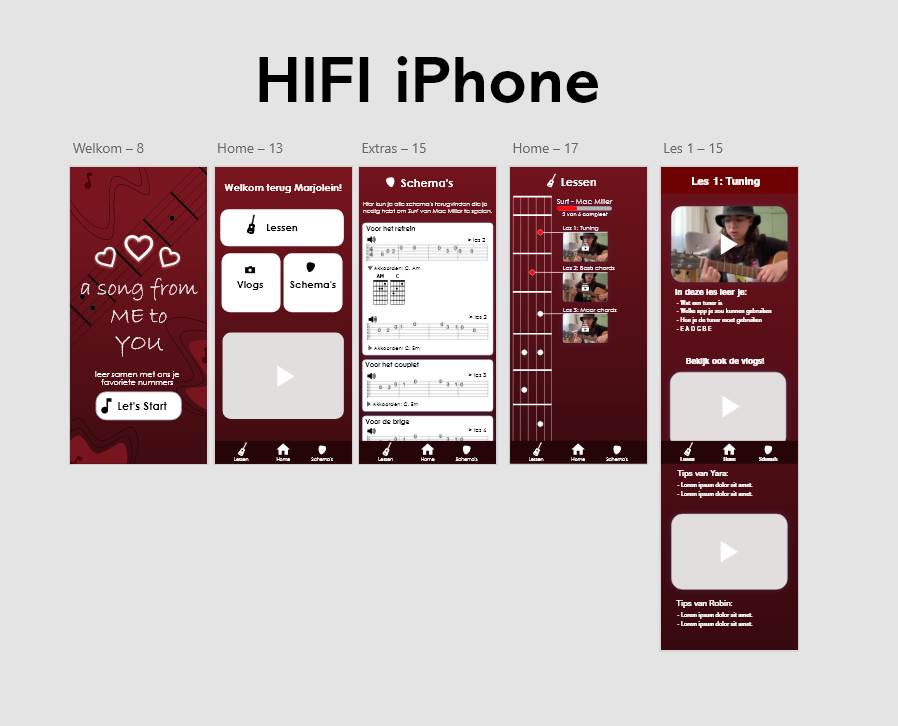 HIFI iPhone
Welkom – 8
Welkom terug Marjolein!
a song from
ME to
YOU
leer samen met ons je
favoriete nummers
Let's Start
Home – 13
Lessen
Vlogs
Schema's
Lessen
Home
Schema's
Extras – 15
Schema's
Hier kun je alle schema's terugvinden die je
nodig hebt om Surf van Mac Miller te spelen.
Voor het refrein
> les 2
Akkoorden: C, Am
AM
C
> les 2
Akkoorden: C, Em
Voor het couplet
> les 3
Akkoorden: C, Em
Voor de brige
> les 4
Lessen
Home
Schema's
Home – 17
Lessen
Surf - Mac Miller
2 van 6 compleet
Les 1: Tuning
Les 2: Basis chords
Les 3: Meer chords
Lessen
Home
Schema's
Les 1 – 15
Les 1: Tuning
In deze les leer je:
- Wat een tuner is
- Welke app je zou kunnen gebruiken
- Hoe je de tuner moet gebruiken
- E A D G B E
Bekijk ook de vlogs!
Lessen
Home
Schema's
Tips van Yara:
- Lorem ipsum dolor sit amet.
- Lorem ipsum dolor sit amet.
Tips van Robin:
- Lorem ipsum dolor sit amet.
- Lorem ipsum dolor sit amet.